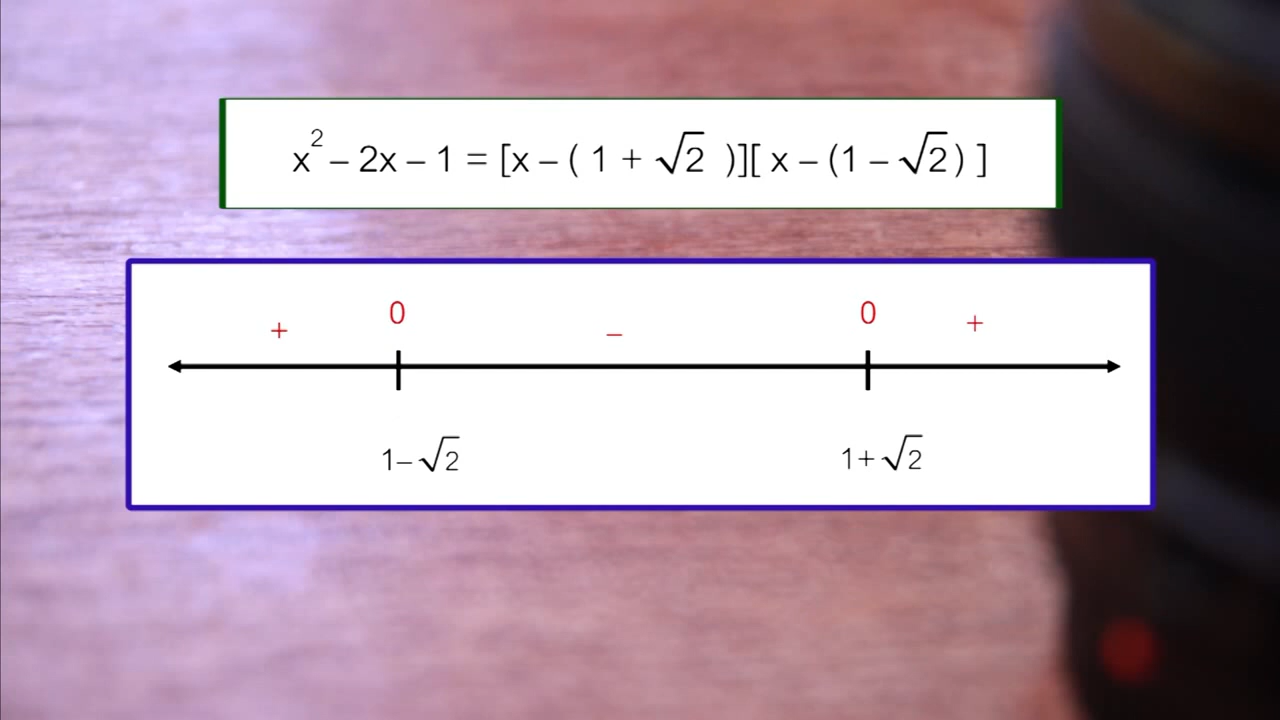 x² – 2x – 1 = [x – ( 1 + √2 )][ x – (1 – √2) ]
+ 0 – 0 +
1– √2 1+ √2